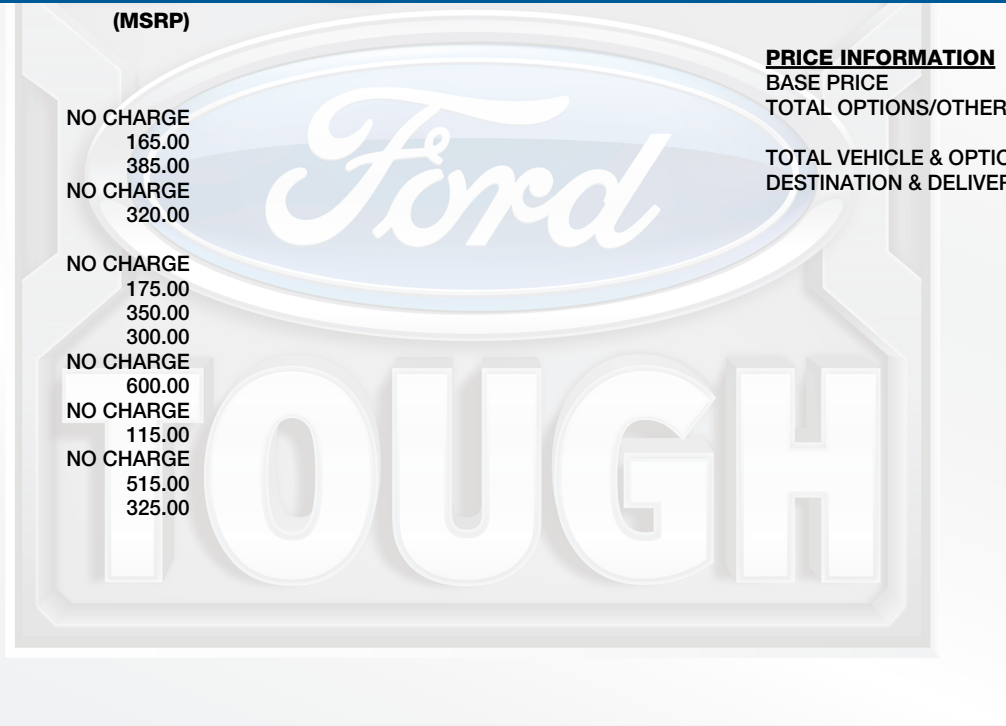 (MSRP)
NO CHARGE
165.00
385.00
NO CHARGE
320.00
NO CHARGE
175.00
350.00
300.00
NO CHARGE
600.00
NO CHARGE
115.00
NO CHARGE
515.00
325.00
PRICE INFORMATION
BASE PRICE
TOTAL OPTIONS/OTHER
TOTAL VEHICLE & OPTIO
DESTINATION & DELIVER
Ford
TOUGH